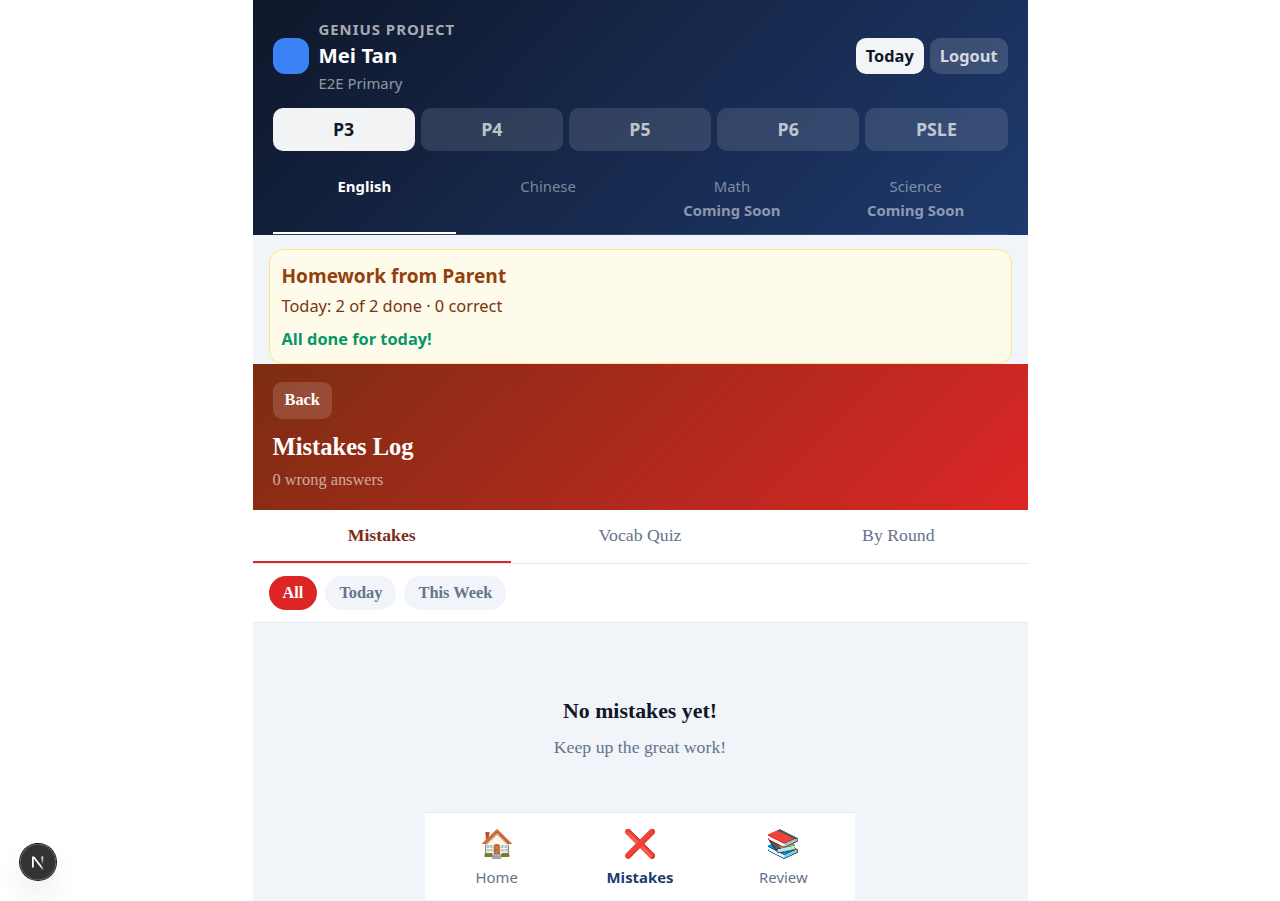 GENIUS PROJECT
Mei Tan
E2E Primary
Today
Logout
P3
P4
P5
P6
PSLE
English
Chinese
Math
Coming Soon
Science
Coming Soon
Homework from Parent
Today: 2 of 2 done · 0 correct
All done for today!
Back
Mistakes Log
0 wrong answers
Mistakes
Vocab Quiz
By Round
All
Today
This Week
No mistakes yet!
Keep up the great work!
Home
Mistakes
Review
N